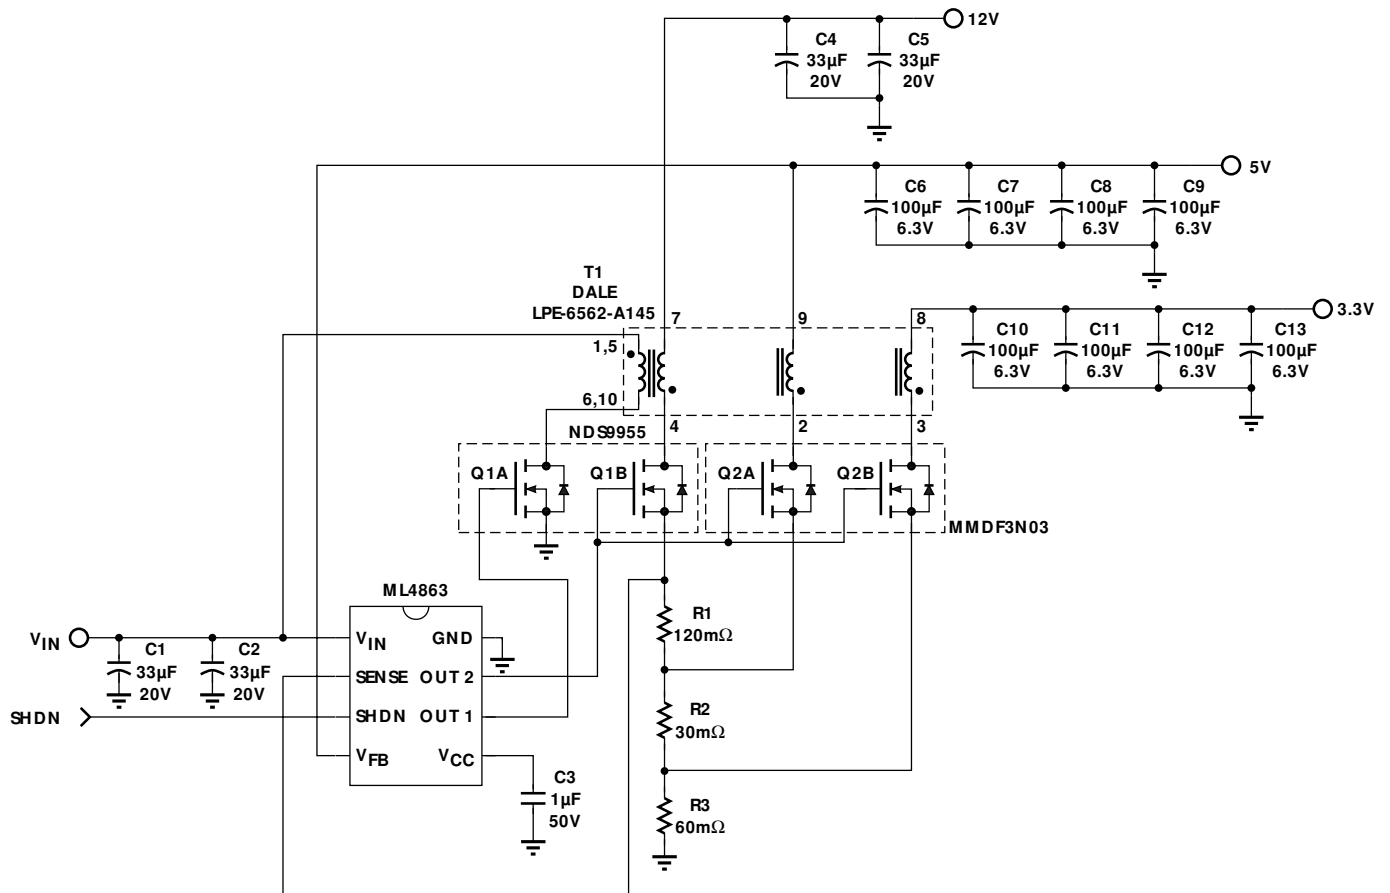 12V
C4
33µF
20V
C5
33µF
20V
5V
C6
100µF
6.3V
C7
100µF
6.3V
C8
100µF
6.3V
C9
100µF
6.3V
T1
DALE
LPE-6562-A145
7
9
8
3.3V
C10
100µF
6.3V
C11
100µF
6.3V
C12
100µF
6.3V
C13
100µF
6.3V
1,5
6,10
4
2
3
NDS9955
Q1A
Q1B
Q2A
Q2B
MMDF3N03
ML4863
VIN
C1
33µF
20V
C2
33µF
20V
SHDN
VIN
GND
SENSE
OUT 2
SHDN
OUT 1
VFB
VCC
C3
1µF
50V
R1
120mΩ
R2
30mΩ
R3
60mΩ